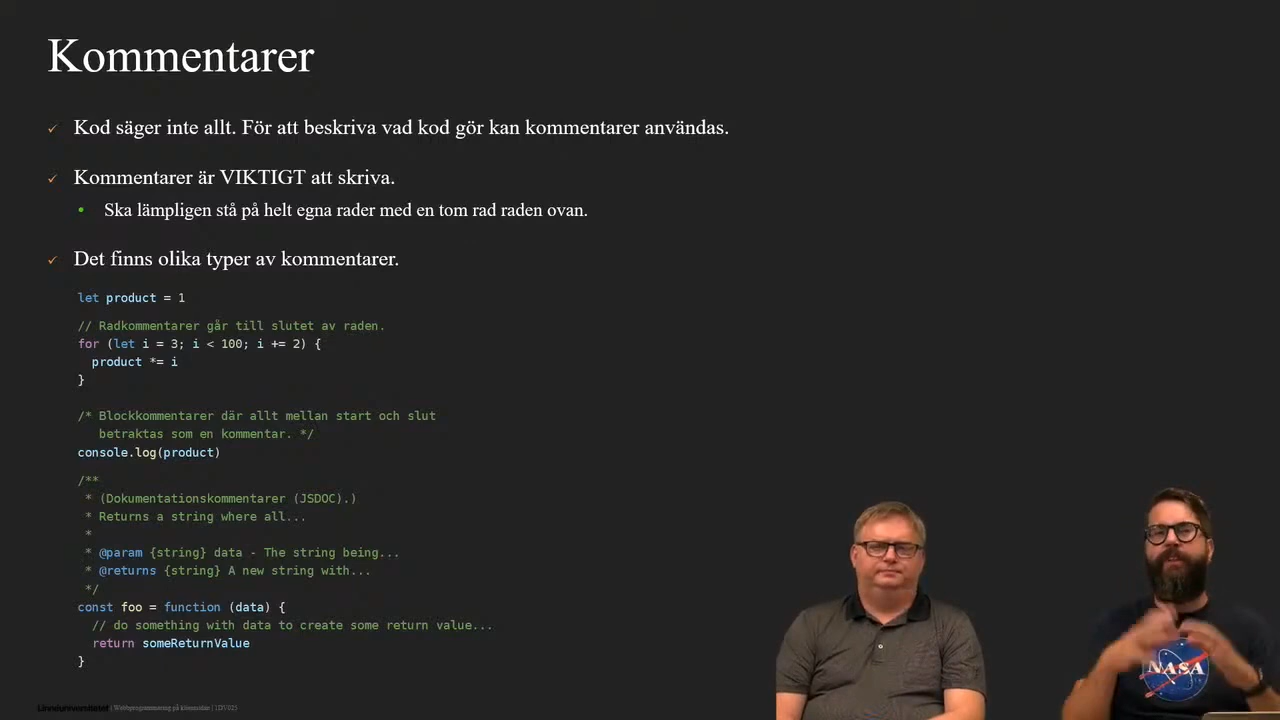 Kommentarer
Kod säger inte allt. För att beskriva vad kod gör kan kommentarer användas.
Kommentarer är VIKTIGT att skriva.
Ska lämpligen stå på helt egna rader med en tom rad raden ovan.
Det finns olika typer av kommentarer.
let product = 1
// Radkommentarer går till slutet av raden.
for (let i = 3; i < 100; i += 2) {
product *= i
}
/* Blockkommentarer där allt mellan start och slut
betraktas som en kommentar. */
console.log(product)
/**
* (Dokumentationskommentarer (JSDOC).)
* Returns a string where all...
*
* @param {string} data - The string being...
* @returns {string} A new string with...
*/
const foo = function (data) {
// do something with data to create some return value...
return someReturnValue
}
NASA
Linnéuniversitetet | Webbprogrammering på klientsidan | 1DV025